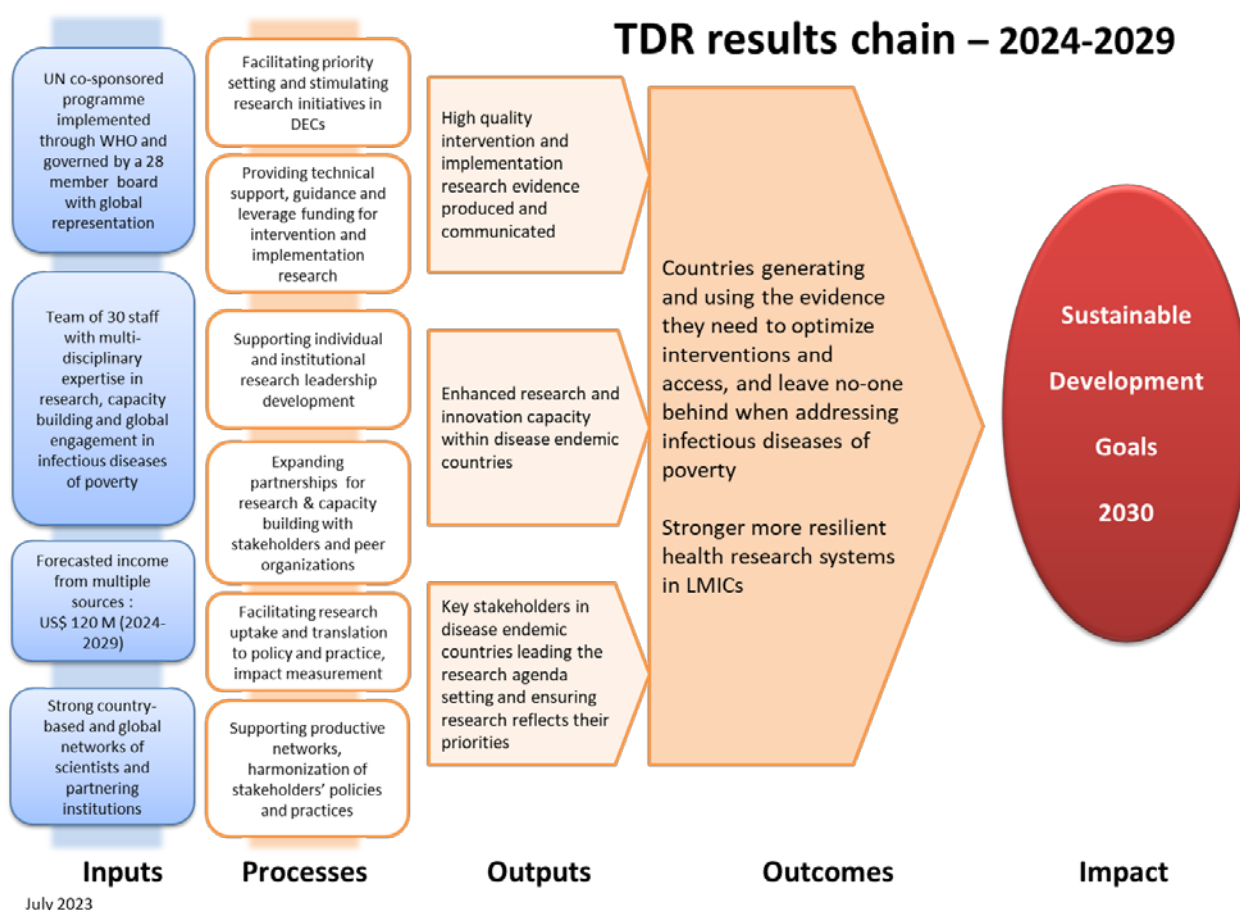 TDR results chain – 2024-2029
UN co-sponsored
programme
implemented
through WHO and
governed by a 28
member board
with global
representation
Team of 30 staff
with multi-
disciplinary
expertise in
research, capacity
building and global
engagement in
infectious diseases
of poverty
Forecasted income
from multiple
sources :
US$ 120 M (2024-
2029)
Strong country-
based and global
networks of
scientists and
partnering
institutions
Facilitating priority
setting and stimulating
research initiatives in
DECs
Providing technical
support, guidance and
leverage funding for
intervention and
implementation
research
Supporting individual
and institutional
research leadership
development
Expanding
partnerships for
research & capacity
building with
stakeholders and peer
organizations
Facilitating research
uptake and translation
to policy and practice,
impact measurement
Supporting productive
networks,
harmonization of
stakeholders’ policies
and practices
High quality
intervention and
implementation
research evidence
produced and
communicated
Enhanced research and
innovation capacity
within disease endemic
countries
Key stakeholders in
disease endemic
countries leading the
research agenda
setting and ensuring
research reflects their
priorities
Countries generating
and using the evidence
they need to optimize
interventions and
access, and leave no-one
behind when addressing
infectious diseases of
poverty
Stronger more resilient
health research systems
in LMICs
Sustainable
Development
Goals
2030
Inputs
Processes
Outputs
Outcomes
Impact
July 2023